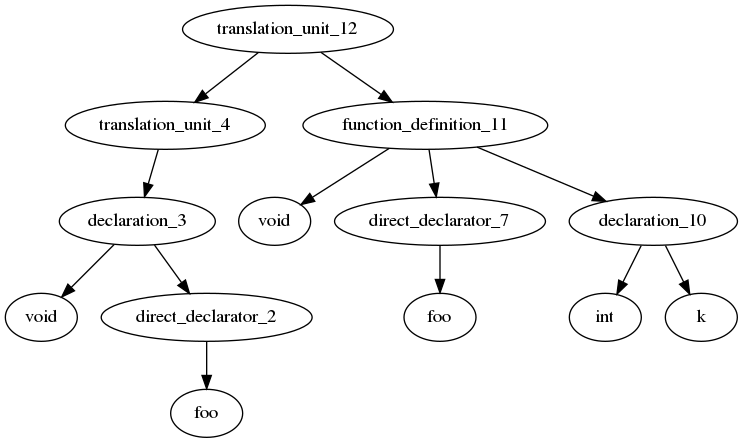 translation_unit_12
translation_unit_4
function_definition_11
declaration_3
void
direct_declarator_7
declaration_10
void
direct_declarator_2
foo
int
k
foo